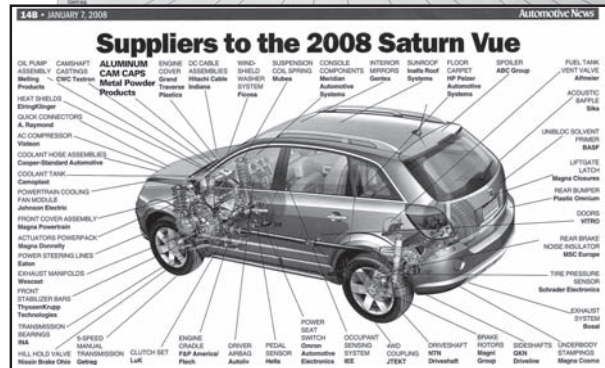 14B • JANUARY 7, 2008
Automotive News
Suppliers to the 2008 Saturn Vue
OIL PUMP
ASSEMBLY
Melling
Products
CAMSHAFT
CASTINGS
CWC Textron
ALUMINUM
CAM CAPS
Metal Powder
Products
ENGINE
COVER
Grand
Traverse
Plastics
DC CABLE
ASSEMBLIES
Hitachi Cable
Indiana
WIND-
SHIELD
WASHER
SYSTEM
Ficosa
SUSPENSION
COIL SPRING
Mubea
CONSOLE
COMPONENTS
Meridian
Automotive
Systems
INTERIOR
MIRRORS
Gentex
SUNROOF
Inalfa Roof
Systems
FLOOR
CARPET
HP Pelzer
Automotive
Systems
SPOILER
ABC Group
FUEL TANK
VENT VALVE
Alfmeier
HEAT SHIELDS
ElringKlinger
QUICK CONNECTORS
A. Raymond
AC COMPRESSOR
Visteon
COOLANT HOSE ASSEMBLIES
Cooper-Standard Automotive
COOLANT TANK
Camoplast
POWERTRAIN COOLING
FAN MODULE
Johnson Electric
FRONT COVER ASSEMBLY
Magna Powertrain
ACTUATORS POWERPACK
Magna Donnelly
POWER STEERING LINES
Eaton
EXHAUST MANIFOLDS
Wescast
FRONT
STABILIZER BARS
ThyssenKrupp
Technologies
TRANSMISSION
BEARINGS
INA
HILL HOLD VALVE
Nissin Brake Ohio
ACOUSTIC
BAFFLE
Sika
UNIBLOC SOLVENT
PRIMER
BASF
LIFTGATE
LATCH
Magna Closures
REAR BUMPER
Plastic Omnium
DOORS
VITRO
REAR BRAKE
NOISE INSULATOR
MSC Europe
TIRE PRESSURE
SENSOR
Schrader Electronics
EXHAUST
SYSTEM
Bosal
MANUAL
TRANSMISSION
Getrag
CLUTCH SET
LuK
ENGINE
CRADLE
F&P America/
Flach
DRIVER
AIRBAG
Autoliv
PEDAL
SENSOR
Hella
POWER
SEAT
SWITCH
Omron
Automotive
Electronics
OCCUPANT
SENSING
SYSTEM
IEE
4WD
COUPLING
JTEKT
DRIVESHAFT
NTN
Driveshaft
BRAKE
ROTORS
Magni
Group
SIDESHAFTS
GKN
Driveline
UNDERBODY
STAMPINGS
Magna Cosma